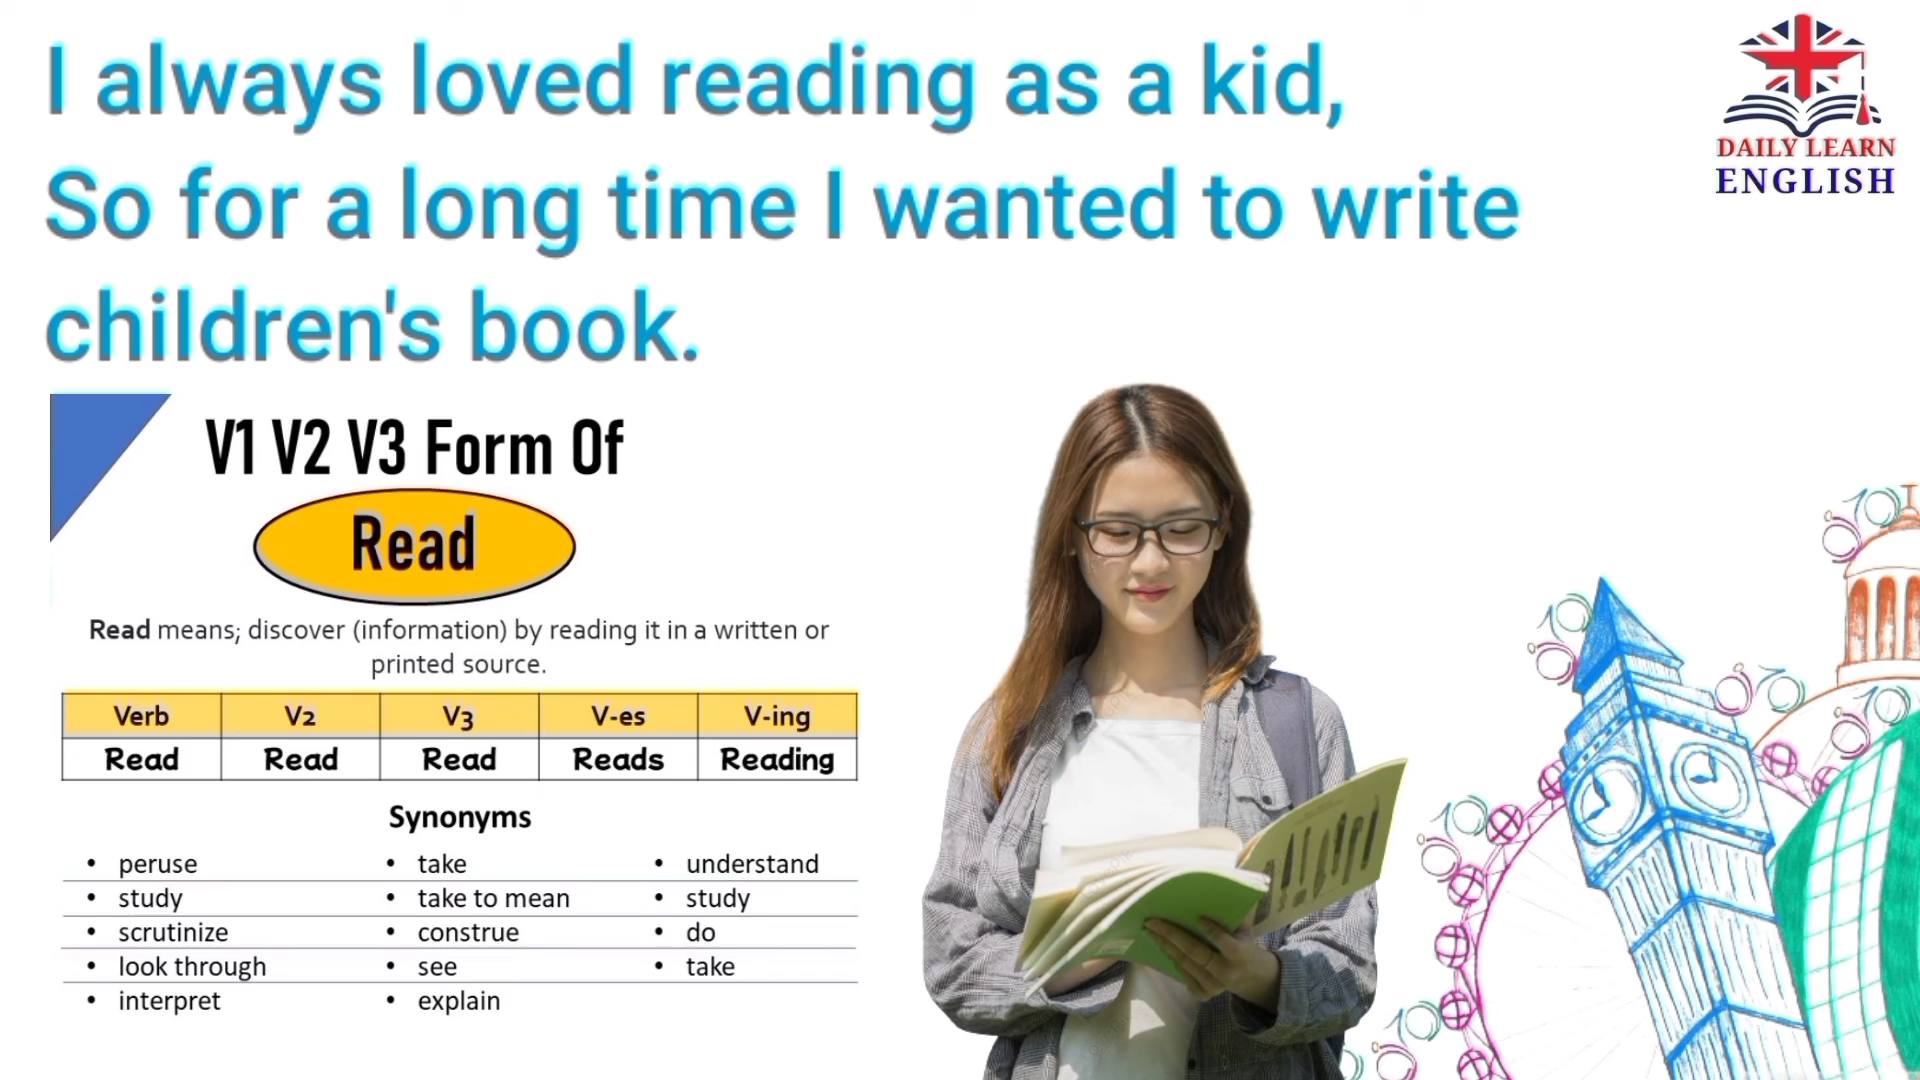 I always loved reading as a kid,
So for a long time I wanted to write
children's book.
DAILY LEARN
ENGLISH
V1 V2 V3 Form Of
Read
Read means; discover (information) by reading it in a written or
printed source.
Verb V2 V3 V-es V-ing
Read Read Read Reads Reading
Synonyms
• peruse • take • understand
• study • take to mean • study
• scrutinize • construe • do
• look through • see • take
• interpret • explain